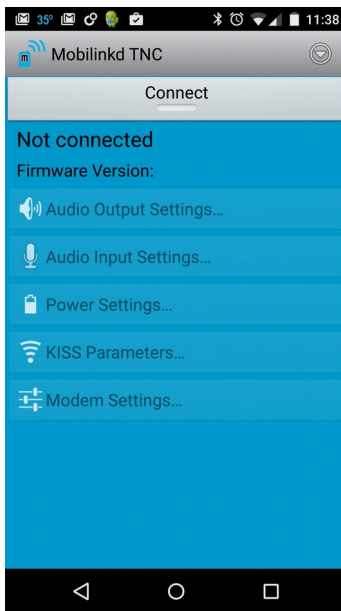 35° 11:38
m Mobilinkd TNC
Connect
Not connected
Firmware Version:
Audio Output Settings...
Audio Input Settings...
Power Settings...
KISS Parameters...
Modem Settings...